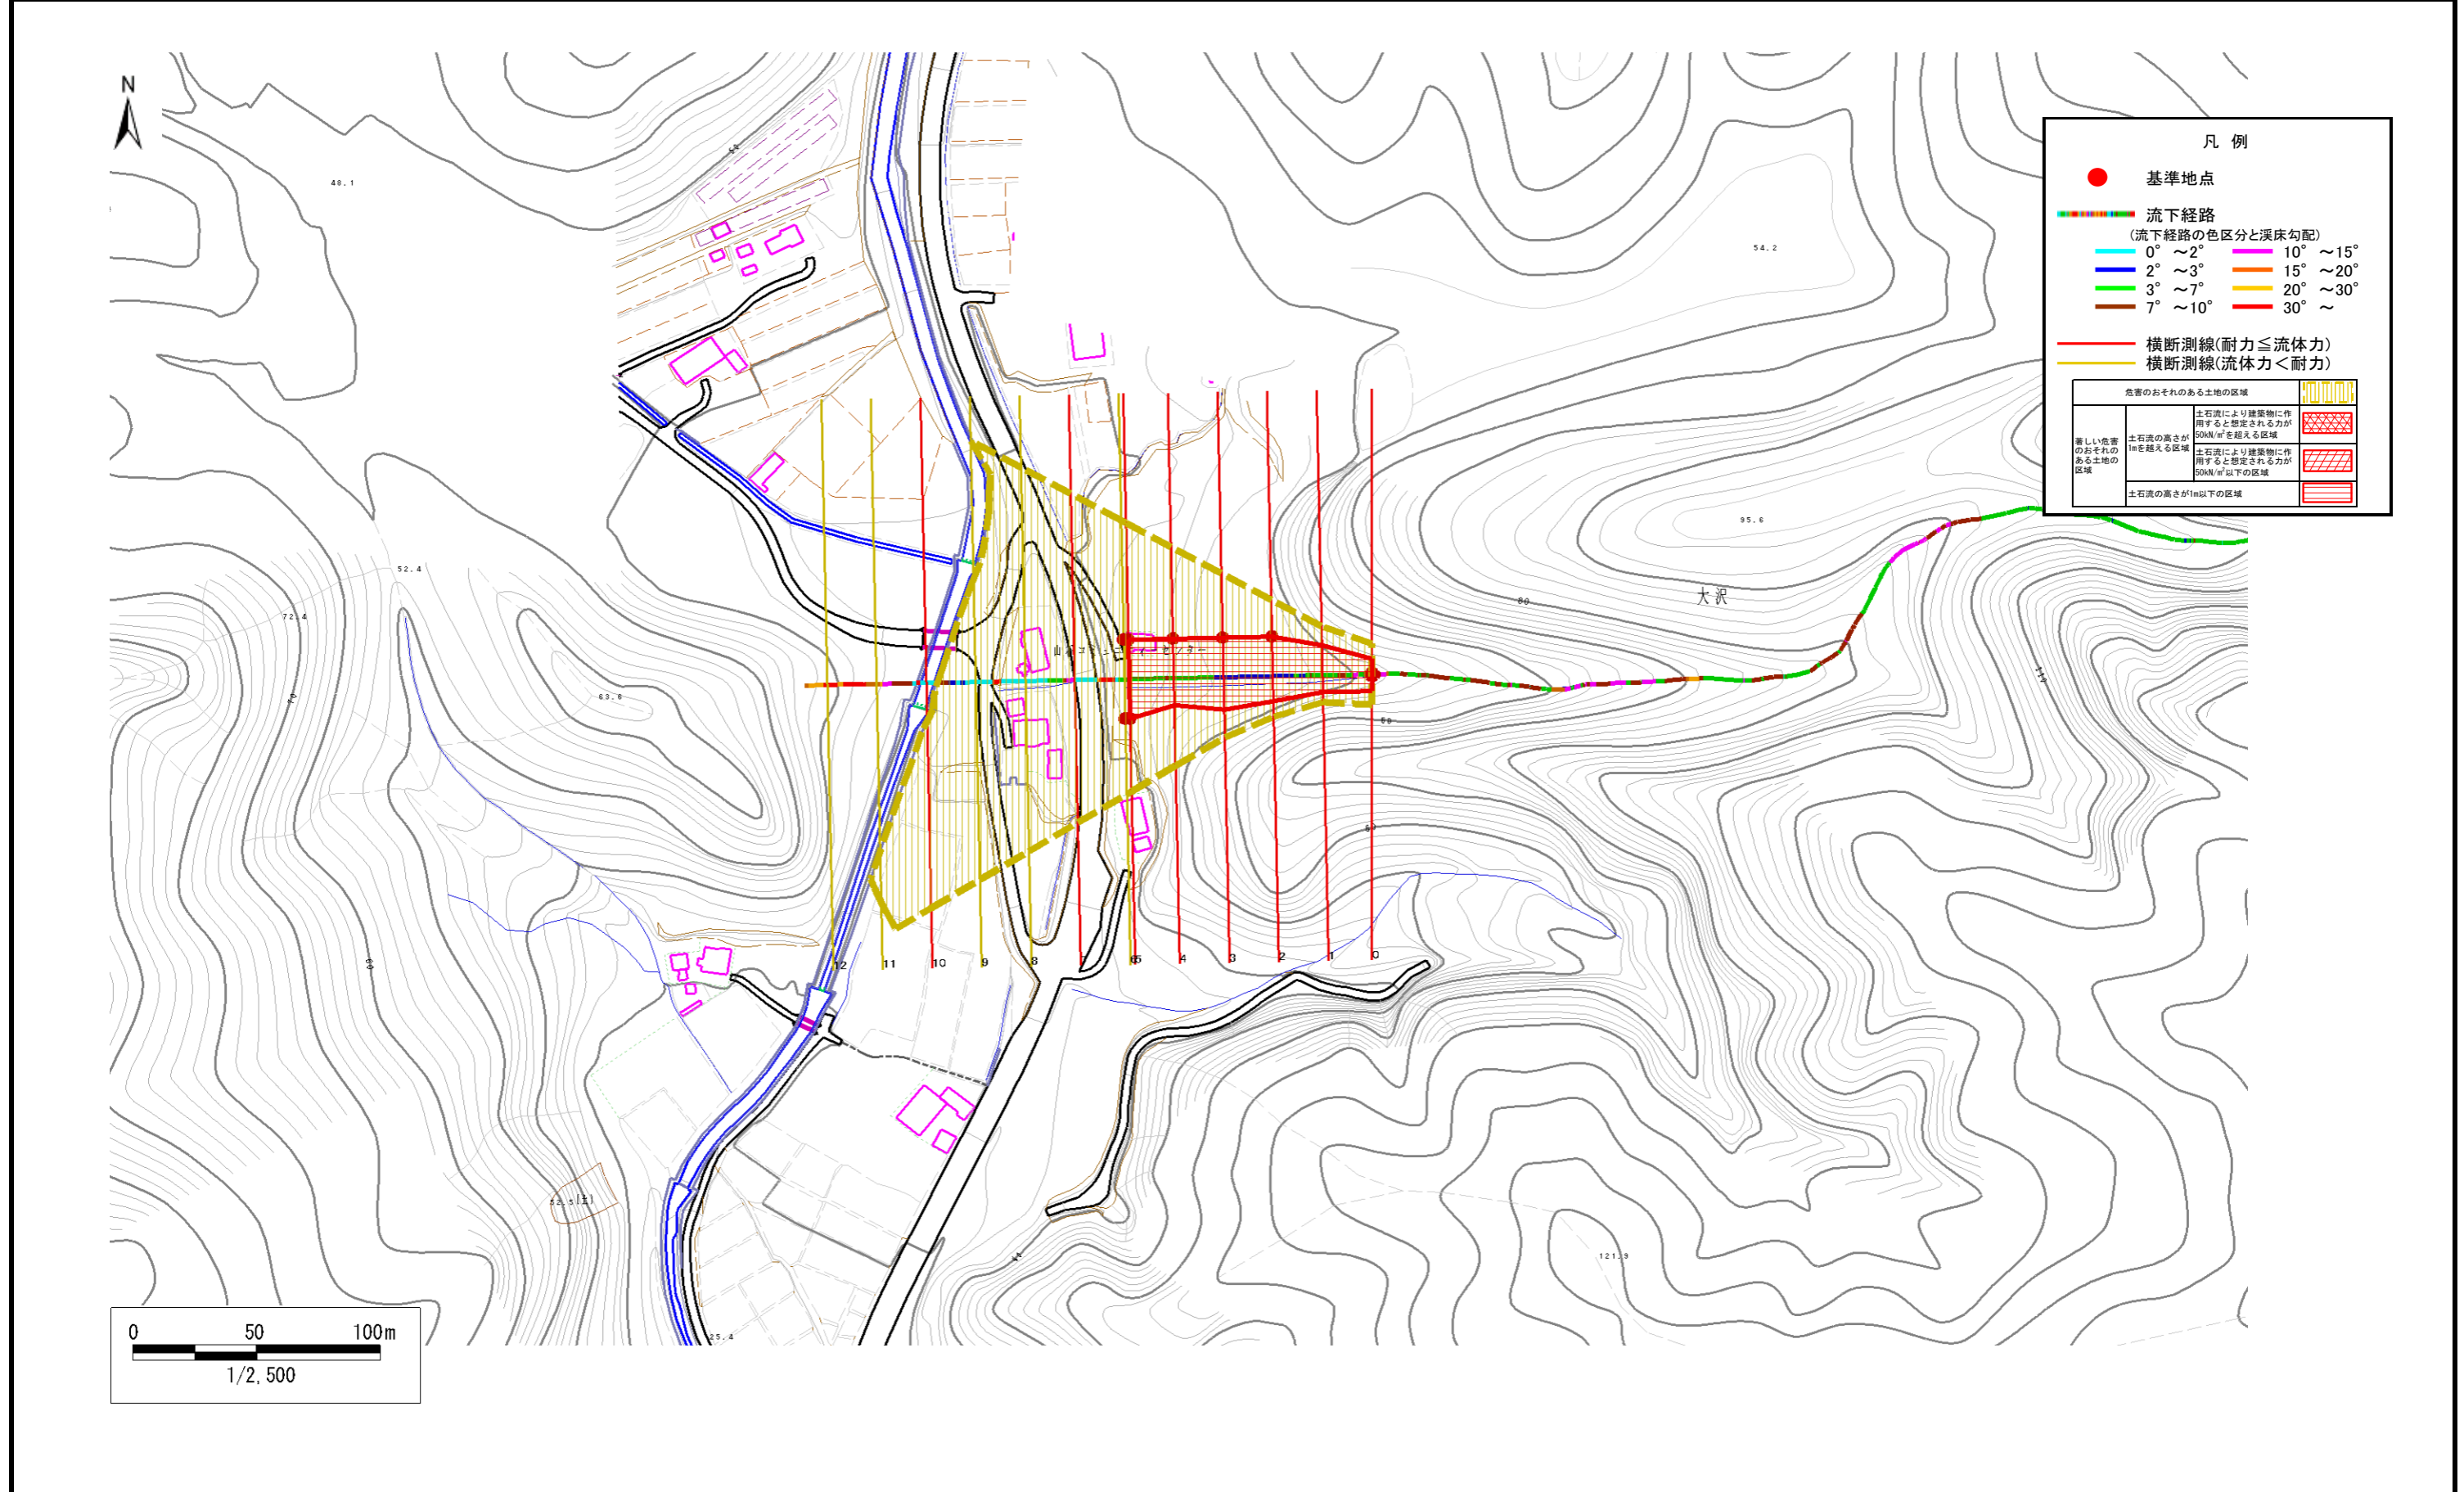 N
48.1
54.2
95.6
大沢
80
52.4
72.4
70
63.6
60
60
60
110
121.9
25.4
12
11
10
9
8
7
5
4
3
2
1
0
凡 例
基準地点
流下経路
(流下経路の色区分と渓床勾配)
0° ～2° 10° ～15°
2° ～3° 15° ～20°
3° ～7° 20° ～30°
7° ～10° 30° ～
横断測線(耐力≦流体力)
横断測線(流体力＜耐力)
危害のおそれのある土地の区域
著しい危害
のおそれの
ある土地の
区域
土石流の高さが
1mを越える区域
土石流により建築物に作
用すると想定される力が
50kN/㎡を超える区域
土石流により建築物に作
用すると想定される力が
50kN/㎡以下の区域
土石流の高さが1m以下の区域
0 50 100m
1/2,500